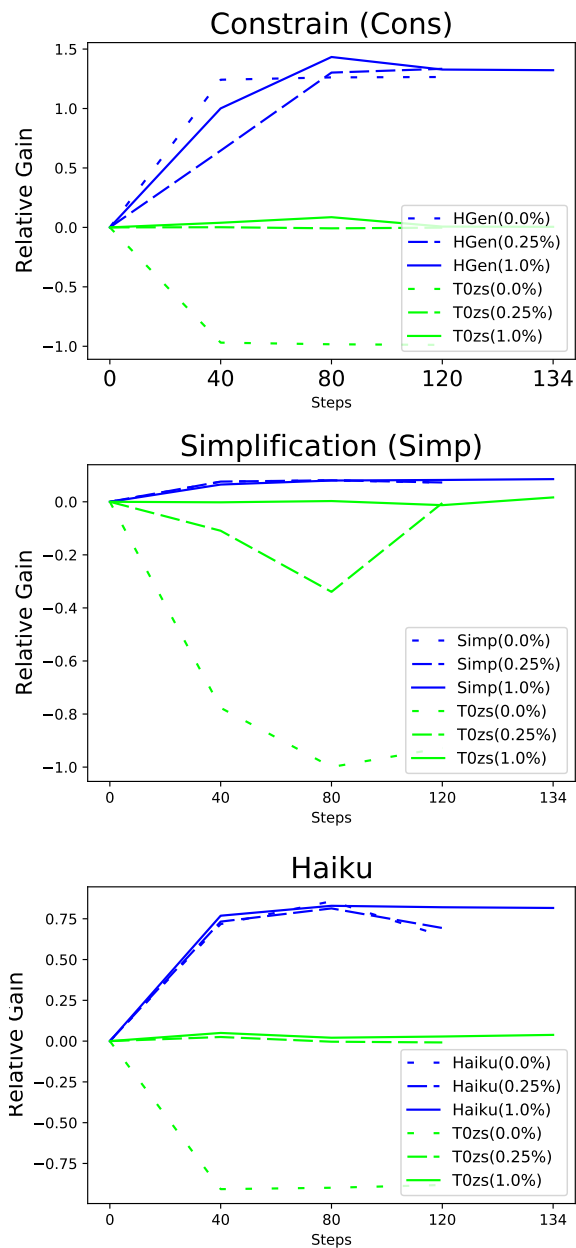 Constrain (Cons)
Relative Gain
1.5
1.0
0.5
0.0
−0.5
−1.0
HGen(0.0%)
HGen(0.25%)
HGen(1.0%)
T0zs(0.0%)
T0zs(0.25%)
T0zs(1.0%)
0 40 80 120 134
Steps
Simplification (Simp)
Relative Gain
0.0
−0.2
−0.4
−0.6
−0.8
−1.0
Simp(0.0%)
Simp(0.25%)
Simp(1.0%)
T0zs(0.0%)
T0zs(0.25%)
T0zs(1.0%)
0 40 80 120 134
Steps
Haiku
Relative Gain
0.75
0.50
0.25
0.00
−0.25
−0.50
−0.75
Haiku(0.0%)
Haiku(0.25%)
Haiku(1.0%)
T0zs(0.0%)
T0zs(0.25%)
T0zs(1.0%)
0 40 80 120 134
Steps